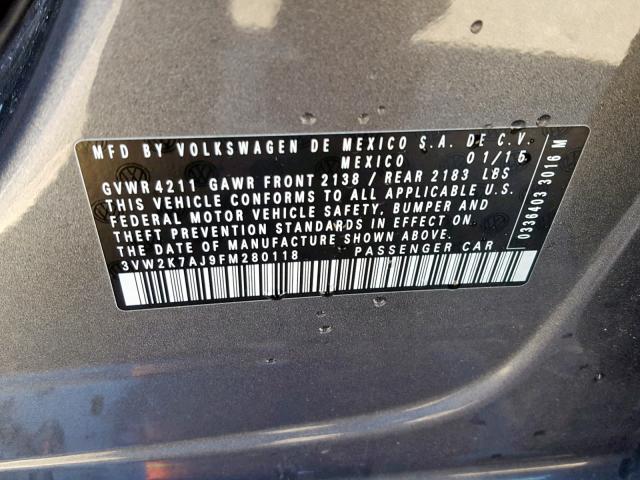 MFD BY VOLKSWAGEN DE MEXICO S.A. DE C.V.
MEXICO 01/15
GVWR 4211 GAWR FRONT 2138 / REAR 2183 LBS
THIS VEHICLE CONFORMS TO ALL APPLICABLE U.S.
FEDERAL MOTOR VEHICLE SAFETY, BUMPER AND
THEFT PREVENTION STANDARDS IN EFFECT ON
THE DATE OF MANUFACTURE SHOWN ABOVE.
3VW2K7AJ9FM280118 PASSENGER CAR
0336403 3016 M